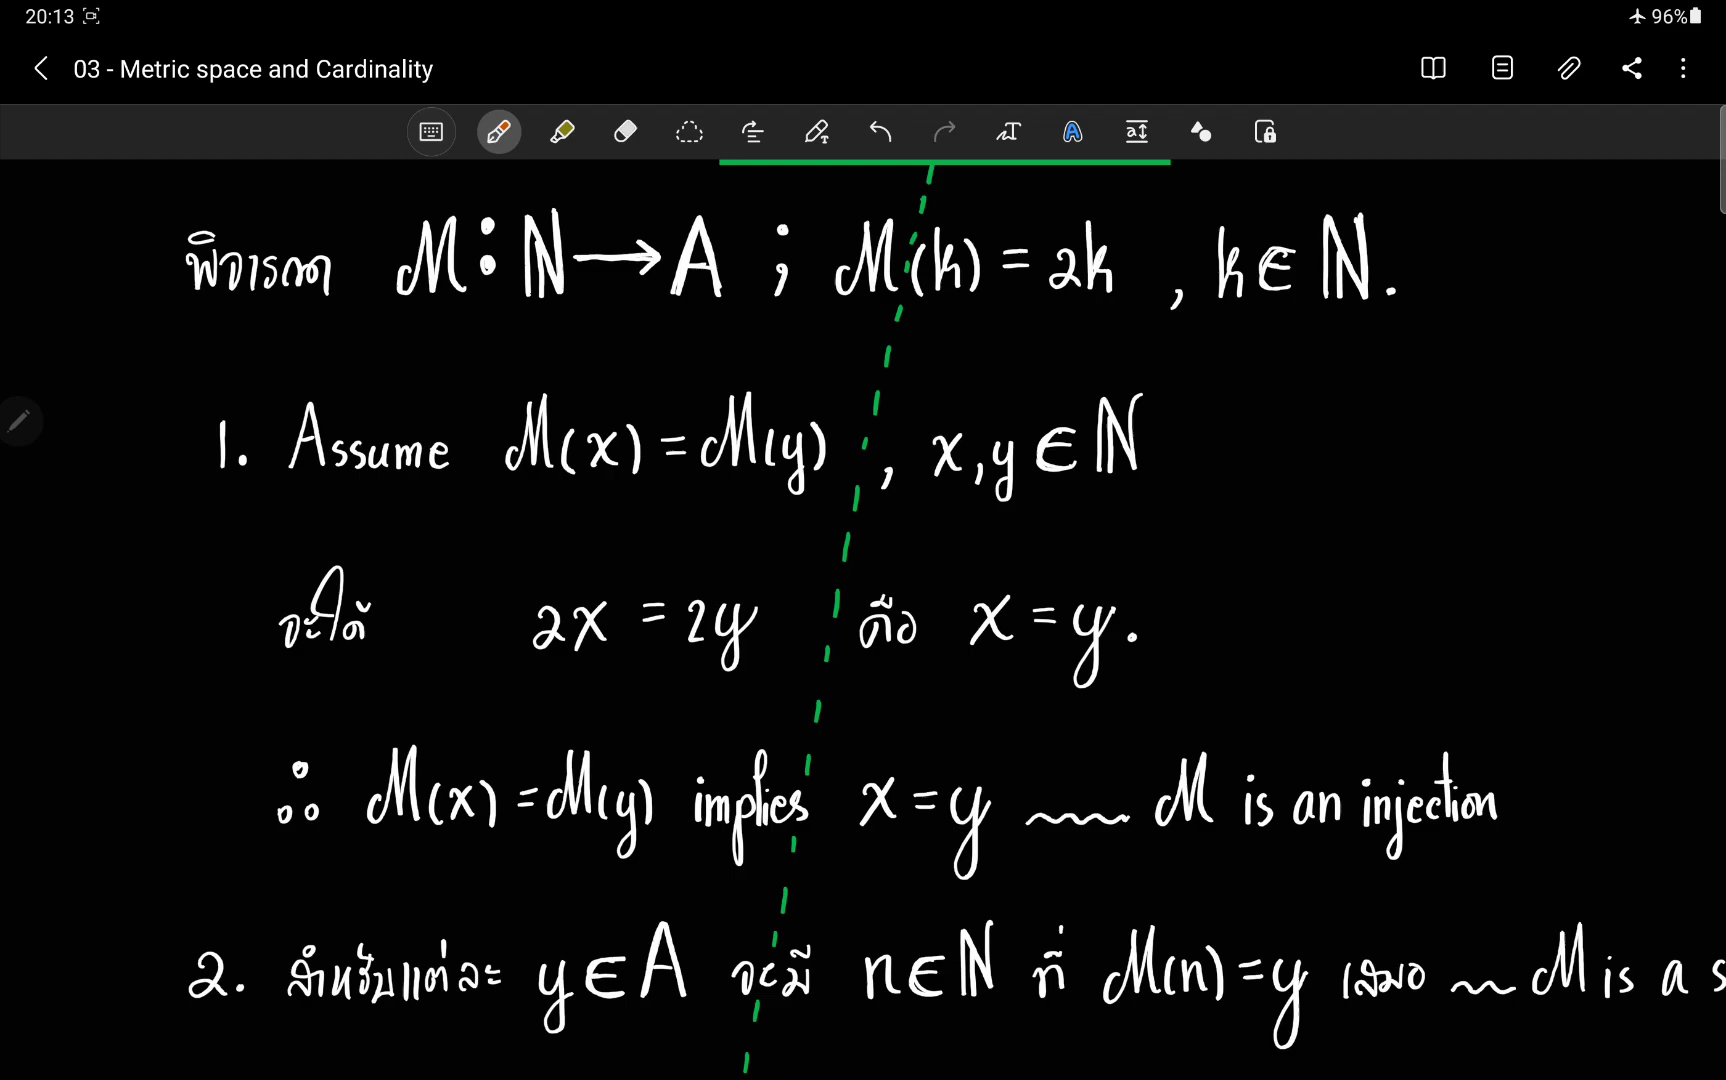 20:13 96%
03 - Metric space and Cardinality
พิจารณา M : ℕ → A ; M(k) = 2k , k ∈ ℕ.
1. Assume M(x) = M(y) , x,y ∈ ℕ
จะได้ 2x = 2y คือ x = y.
∴ M(x) = M(y) implies x = y ~~~ M is an injection
2. สำหรับแต่ละ y ∈ A จะมี n ∈ ℕ ที่ M(n) = y เสมอ ~~ M is a s